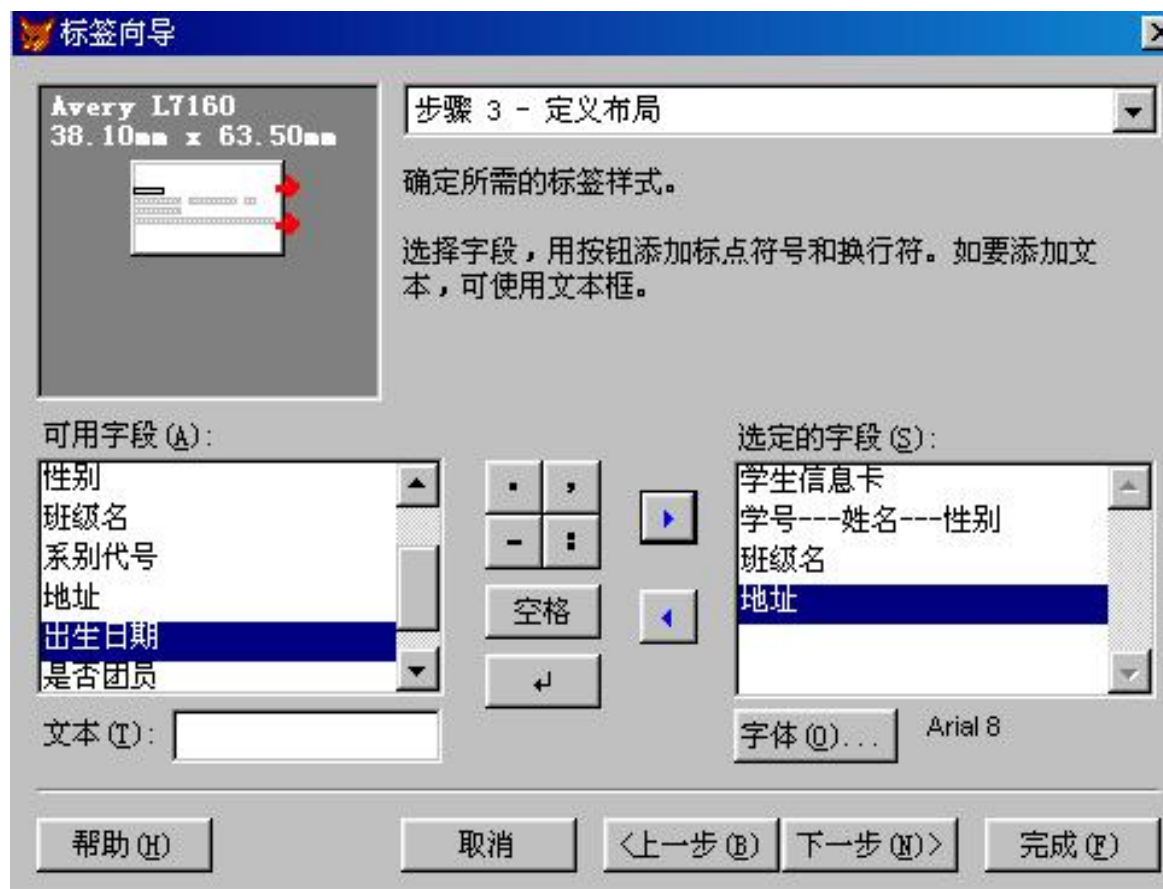 标签向导
Avery L7160
38.10mm x 63.50mm
步骤 3 - 定义布局
确定所需的标签样式。
选择字段，用按钮添加标点符号和换行符。如要添加文
本，可使用文本框。
可用字段(A):
选定的字段(S):
性别
班级名
系别代号
地址
出生日期
是否团员
. ,
- :
空格
学生信息卡
学号---姓名---性别
班级名
地址
文本(T):
字体(O)...
Arial 8
帮助(H)
取消
<上一步(B)
下一步(N)>
完成(F)